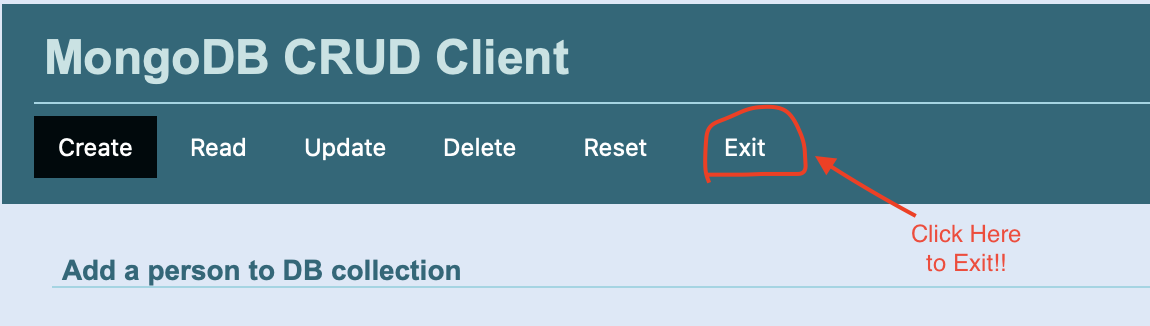 MongoDB CRUD Client
Create Read Update Delete Reset Exit
Click Here
to Exit!!
Add a person to DB collection